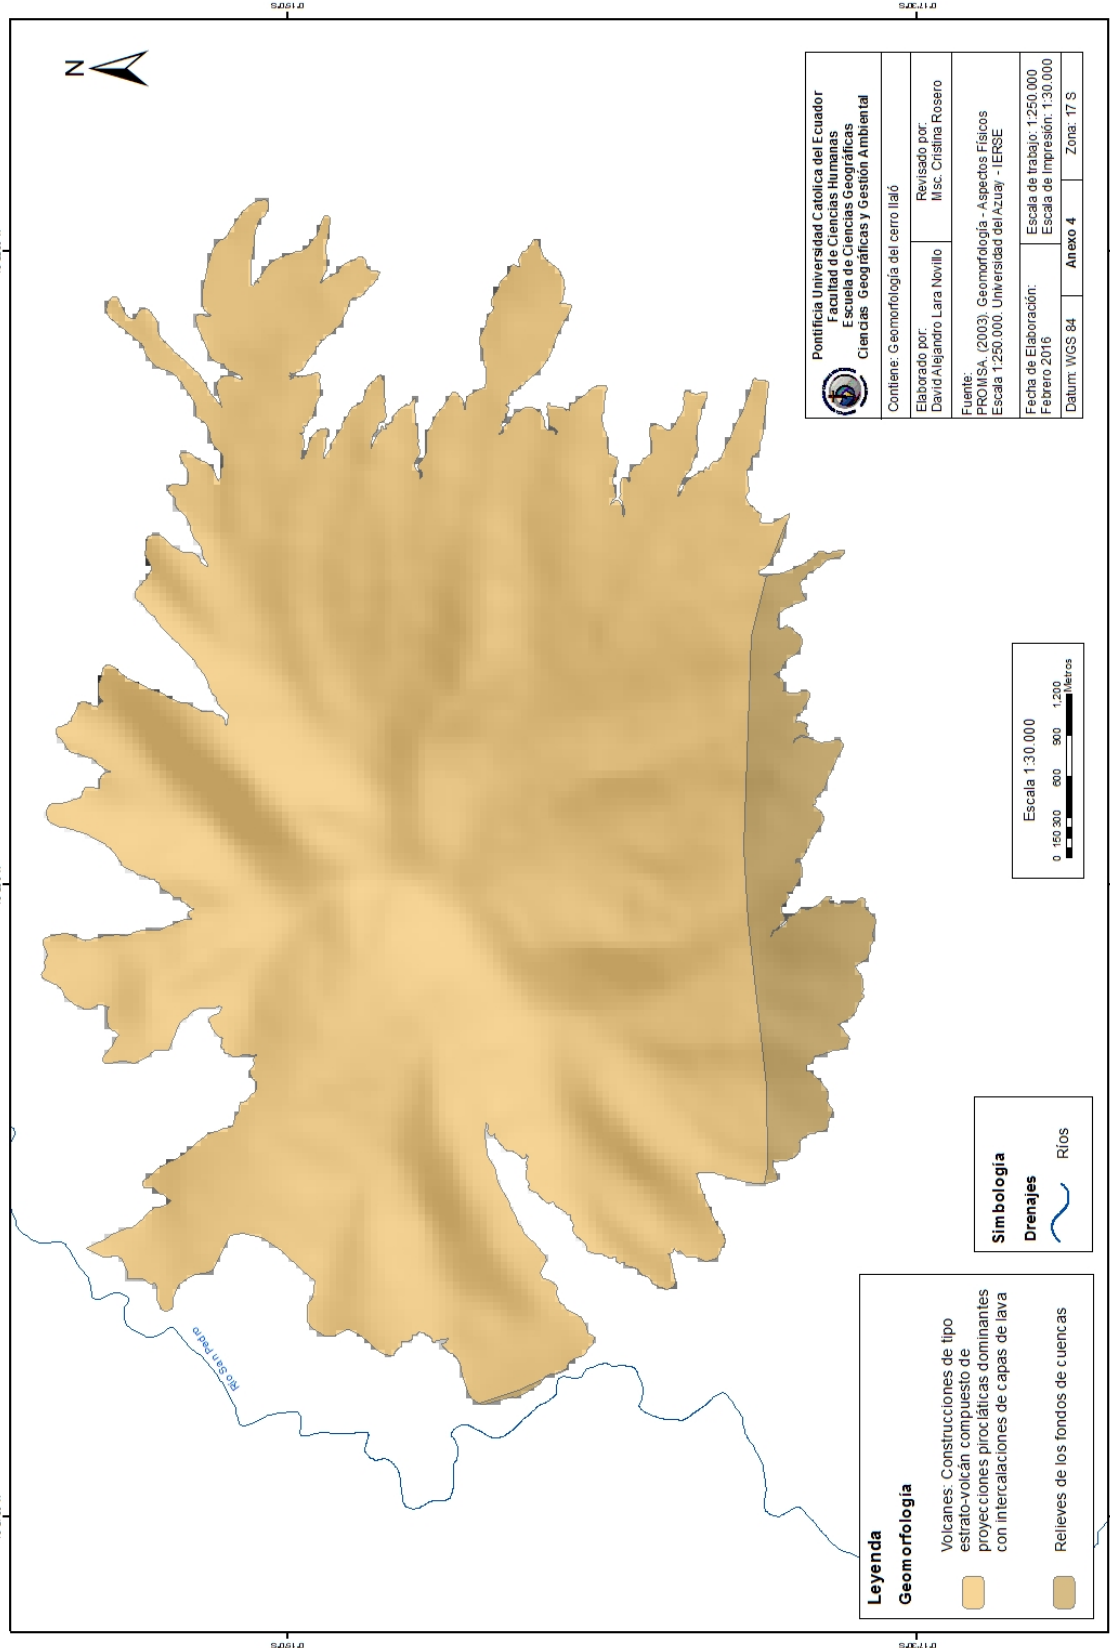 N
Río San Pedro
Leyenda
Geomorfología
Volcanes: Construcciones de tipo
estrato-volcán compuesto de
proyecciones piroclàticas dominantes
con intercalaciones de capas de lava
Relieves de los fondos de cuencas
Simbología
Drenajes
Ríos
Escala 1:30.000
0 150 300 600 900 1.200
Metros
Pontificia Universidad Catolica del Ecuador
Facultad de Ciencias Humanas
Escuela de Ciencias Geográficas
Ciencias Geográficas y Gestión Ambiental
Contiene: Geomorfología del cerro Ilaló
Elaborado por:
David Alejandro Lara Novillo
Revisado por:
Msc. Cristina Rosero
Fuente:
PROMSA. (2003). Geomorfología - Aspectos Físicos
Escala 1:250.000. Universidad del Azuay - IERSE
Fecha de Elaboración:
Febrero 2016
Escala de trabajo: 1:250.000
Escala de Impresión: 1:30.000
Datum: WGS 84
Anexo 4
Zona: 17 S